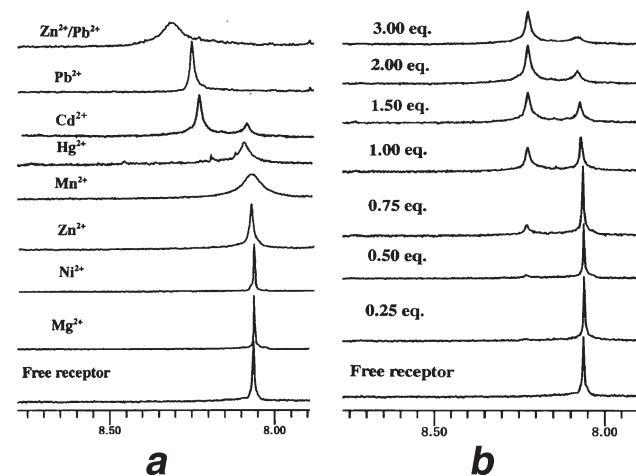 Zn²⁺/Pb²⁺
Pb²⁺
Cd²⁺
Hg²⁺
Mn²⁺
Zn²⁺
Ni²⁺
Mg²⁺
Free receptor
8.50 8.00
a
3.00 eq.
2.00 eq.
1.50 eq.
1.00 eq.
0.75 eq.
0.50 eq.
0.25 eq.
Free receptor
8.50 8.00
b